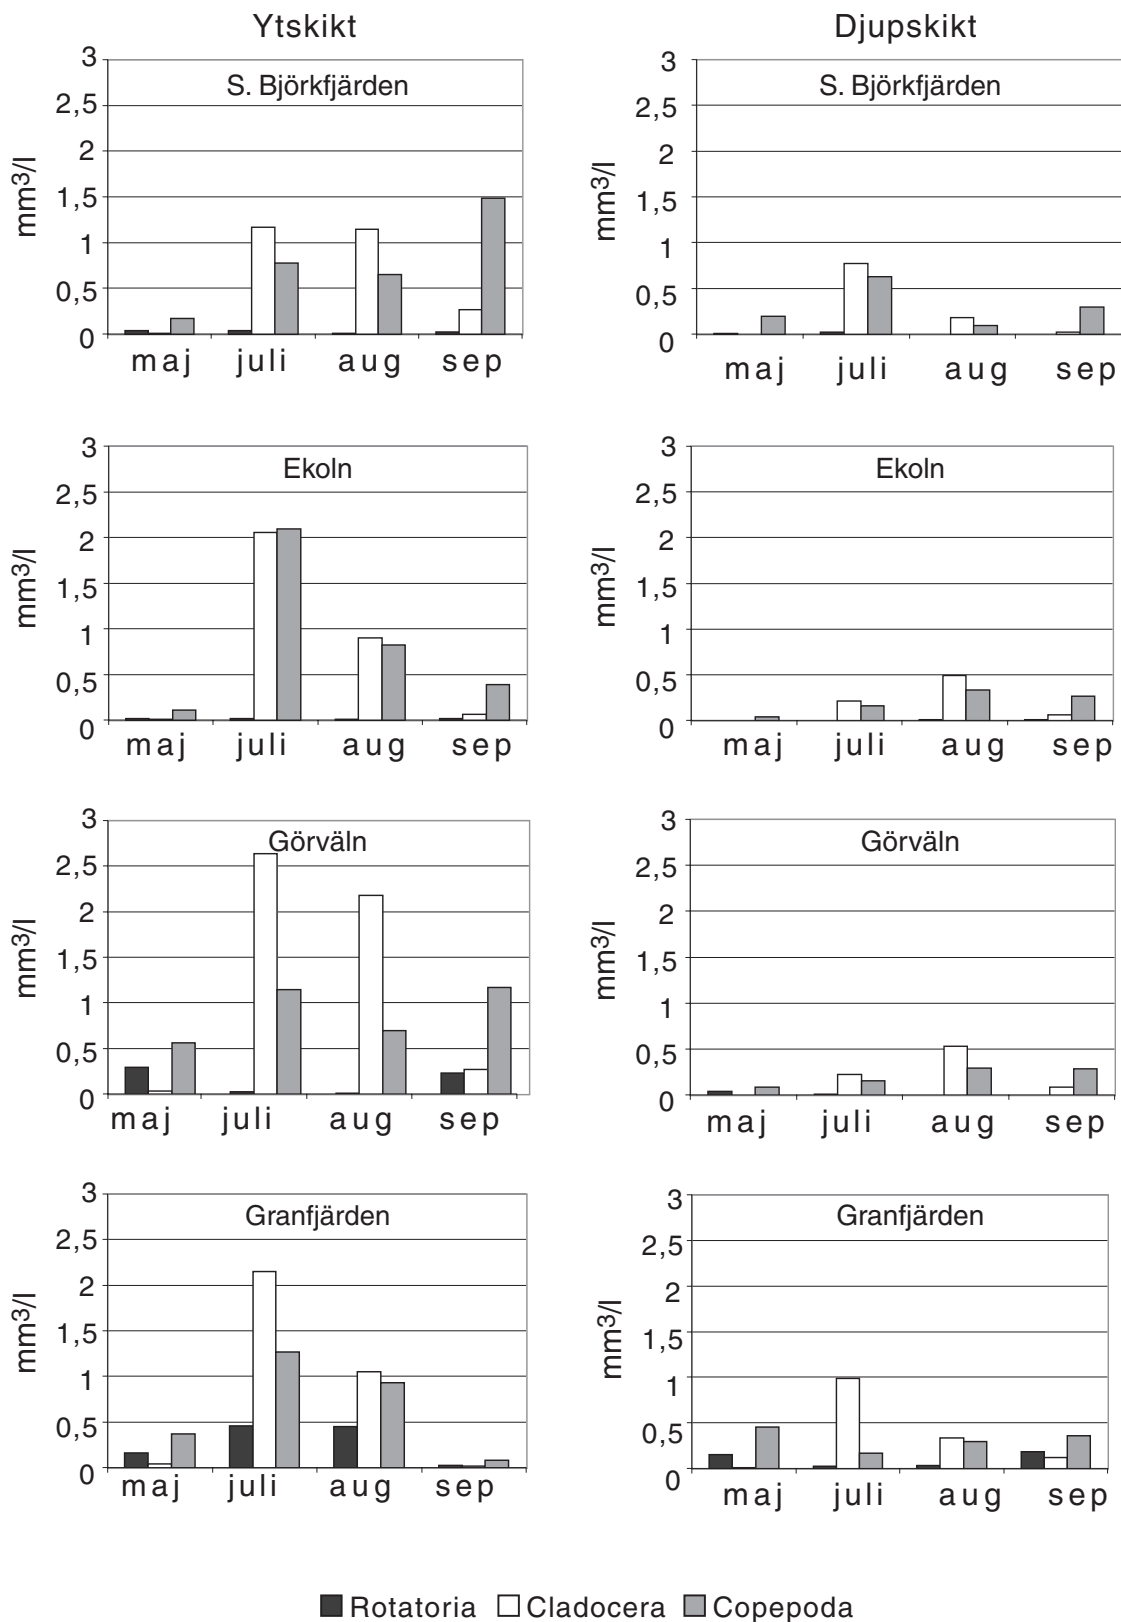 Ytskikt
Djupskikt
3
2,5
2
1,5
1
0,5
0
mm3/l
S. Björkfjärden
maj juli aug sep
3
2,5
2
1,5
1
0,5
0
mm3/l
S. Björkfjärden
maj juli aug sep
3
2,5
2
1,5
1
0,5
0
mm3/l
Ekoln
maj juli aug sep
3
2,5
2
1,5
1
0,5
0
mm3/l
Ekoln
maj juli aug sep
3
2,5
2
1,5
1
0,5
0
mm3/l
Görväln
maj juli aug sep
3
2,5
2
1,5
1
0,5
0
mm3/l
Görväln
maj juli aug sep
3
2,5
2
1,5
1
0,5
0
mm3/l
Granfjärden
maj juli aug sep
3
2,5
2
1,5
1
0,5
0
mm3/l
Granfjärden
maj juli aug sep
Rotatoria Cladocera Copepoda